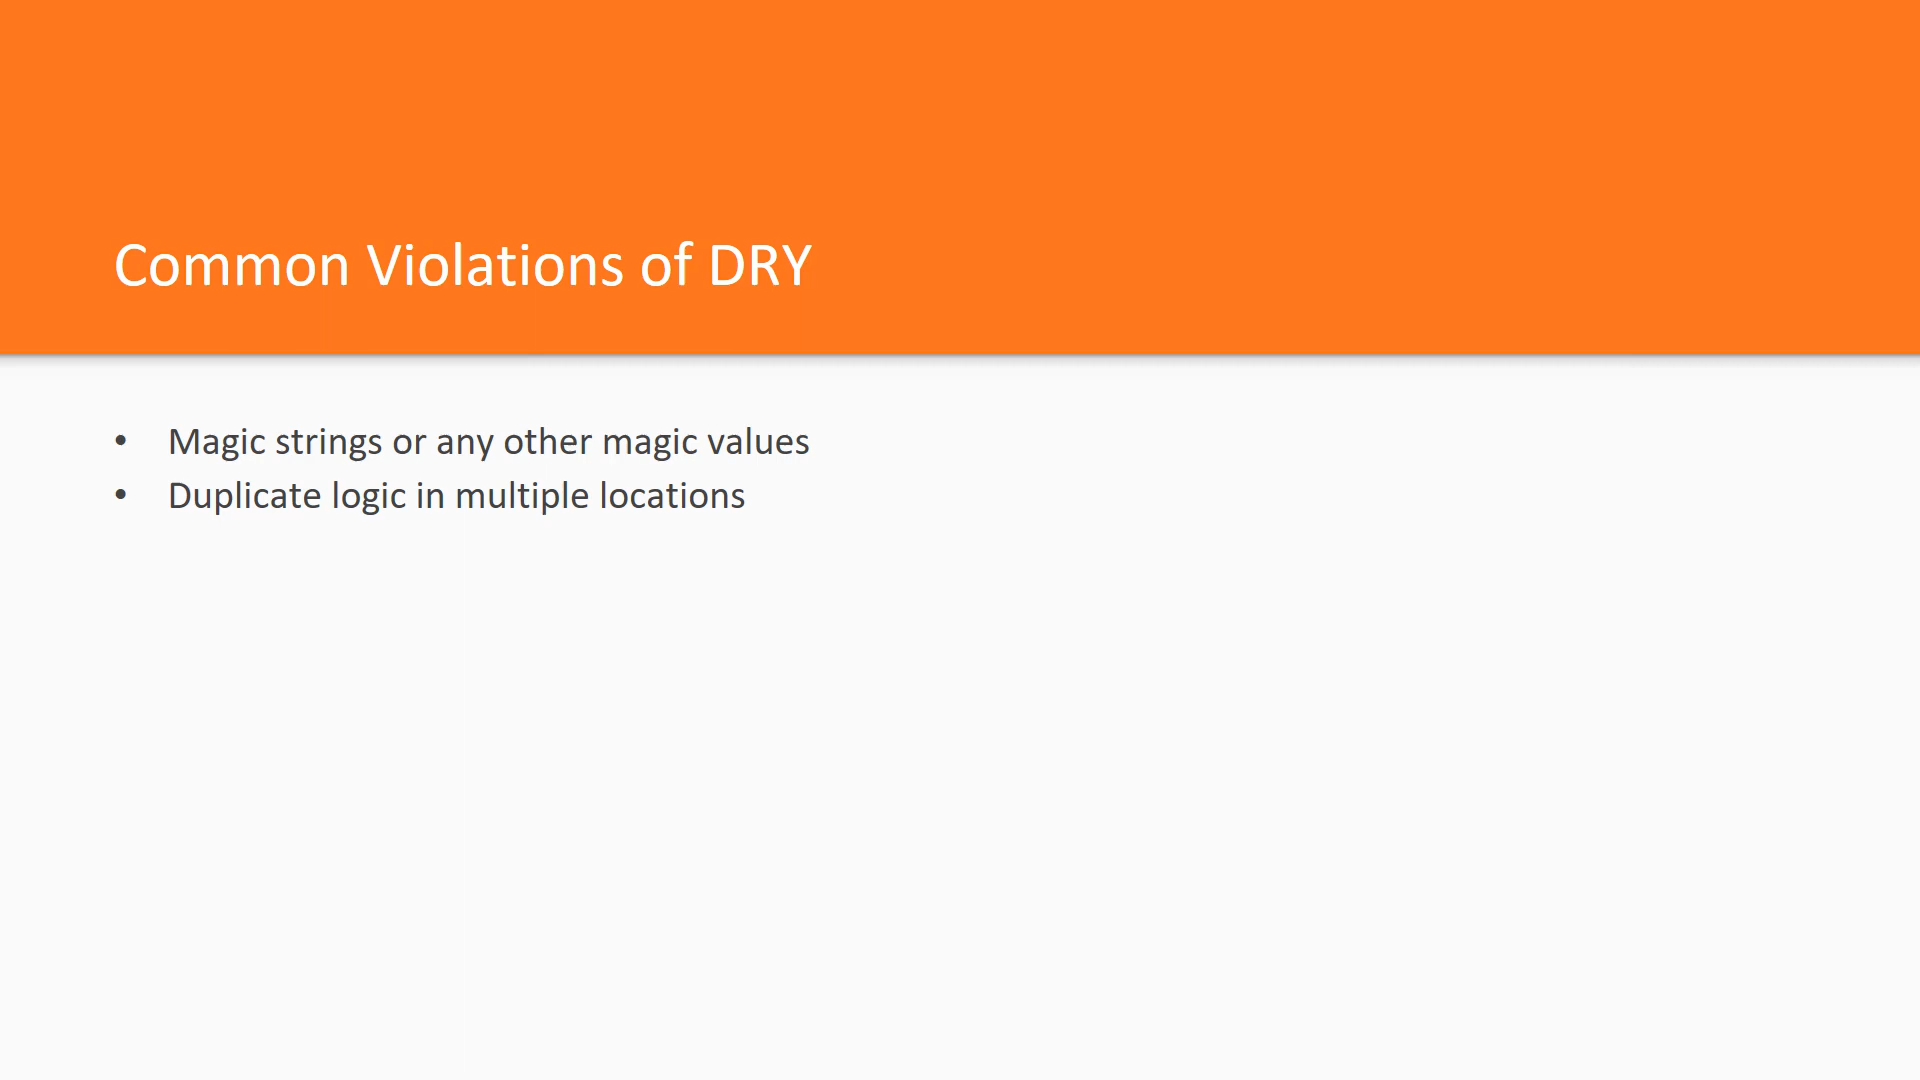 Common Violations of DRY
• Magic strings or any other magic values
• Duplicate logic in multiple locations